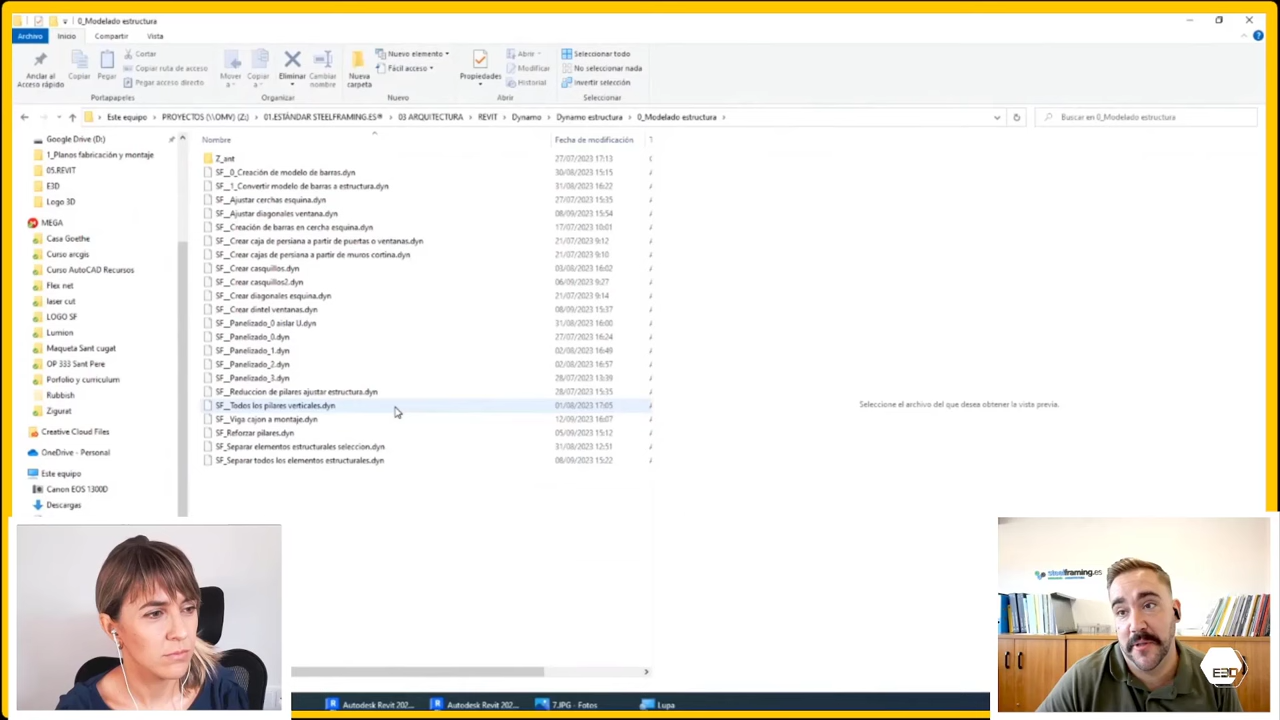 0_Modelado estructura
Archivo Inicio Compartir Vista
Anclar al Acceso rápido
Copiar
Pegar
Cortar
Copiar ruta de acceso
Pegar acceso directo
Portapapeles
Mover a
Copiar a
Eliminar
Cambiar nombre
Organizar
Nueva carpeta
Nuevo elemento
Fácil acceso
Nuevo
Propiedades
Abrir
Modificar
Historial
Abrir
Seleccionar todo
No seleccionar nada
Invertir selección
Seleccionar
Este equipo > PROYECTOS (\\OMV) (Z:) > 01.ESTÁNDAR STEELFRAMING.ES® > 03 ARQUITECTURA > REVIT > Dynamo > Dynamo estructura > 0_Modelado estructura >
Buscar en 0_Modelado estructura
Google Drive (D:)
1_Planos fabricación y montaje
05.REVIT
E3D
Logo 3D
MEGA
Casa Goethe
Curso arcgis
Curso AutoCAD Recursos
Flex net
laser cut
LOGO SF
Lumion
Maqueta Sant cugat
OP 333 Sant Pere
Porfolio y curriculum
Rubbish
Zigurat
Creative Cloud Files
OneDrive - Personal
Este equipo
Canon EOS 1300D
Descargas
Nombre Fecha de modificación
Z_ant 27/07/2023 17:13
SF__0_Creación de modelo de barras.dyn 30/08/2023 15:15
SF__1_Convertir modelo de barras a estructura.dyn 31/08/2023 16:22
SF__Ajustar cerchas esquina.dyn 27/07/2023 15:35
SF__Ajustar diagonales ventana.dyn 08/09/2023 15:54
SF__Creación de barras en cercha esquina.dyn 17/07/2023 10:01
SF__Crear caja de persiana a partir de puertas o ventanas.dyn 21/07/2023 9:12
SF__Crear cajas de persiana a partir de muros cortina.dyn 21/07/2023 9:10
SF__Crear casquillos.dyn 03/08/2023 16:02
SF__Crear casquillos2.dyn 06/09/2023 9:27
SF__Crear diagonales esquina.dyn 21/07/2023 9:14
SF__Crear dintel ventanas.dyn 08/09/2023 15:37
SF__Panelizado_0 aislar U.dyn 31/08/2023 16:00
SF__Panelizado_0.dyn 27/07/2023 16:24
SF__Panelizado_1.dyn 02/08/2023 16:49
SF__Panelizado_2.dyn 02/08/2023 16:57
SF__Panelizado_3.dyn 28/07/2023 13:39
SF__Reduccion de pilares ajustar estructura.dyn 28/07/2023 15:35
SF__Todos los pilares verticales.dyn 01/08/2023 17:05
SF__Viga cajon a montaje.dyn 12/09/2023 16:07
SF_Reforzar pilares.dyn 05/09/2023 15:12
SF_Separar elementos estructurales seleccion.dyn 31/08/2023 12:51
SF_Separar todos los elementos estructurales.dyn 08/09/2023 15:22
Seleccione el archivo del que desea obtener la vista previa.
steelframing.es
E3D
Autodesk Revit 202... Autodesk Revit 202... 7.JPG - Fotos Lupa